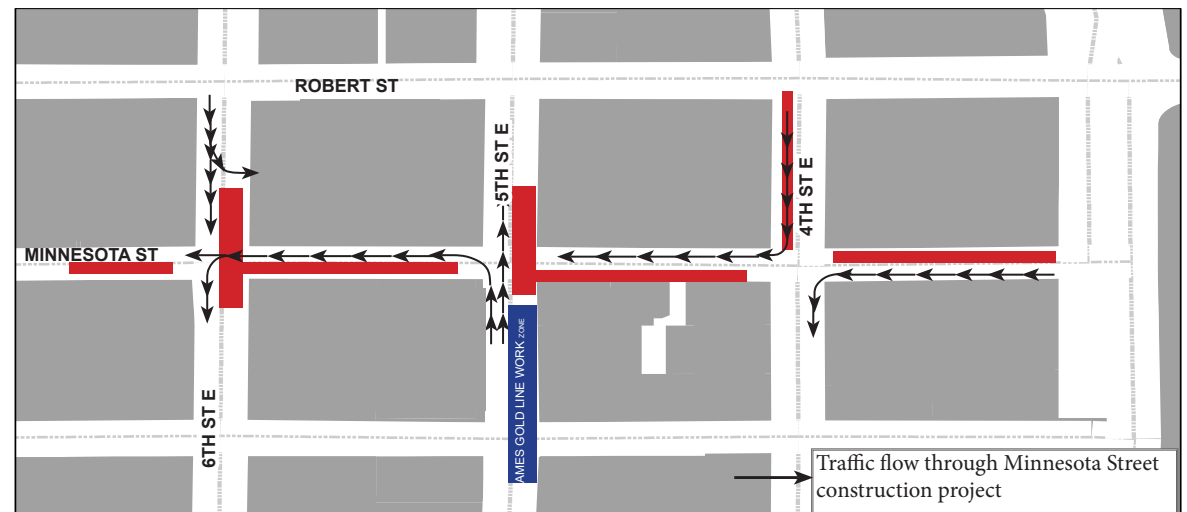 ROBERT ST
5TH ST E
4TH ST E
MINNESOTA ST
AMES GOLD LINE WORK ZONE
6TH ST E
Traffic flow through Minnesota Street
construction project